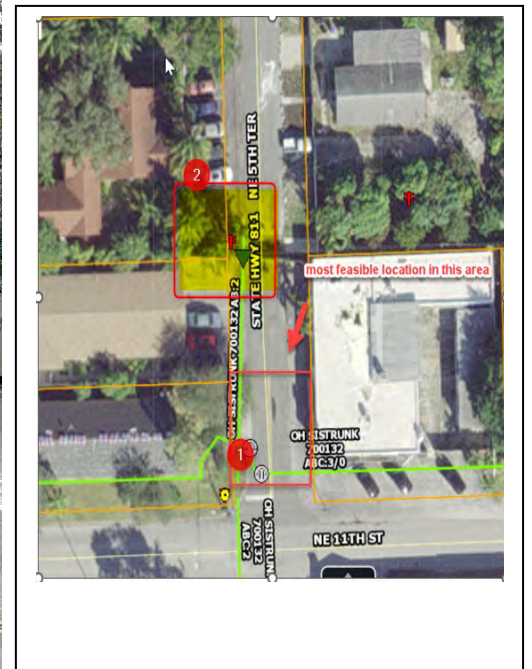 2
STATE HWY 811 NE 5TH TER
most feasible location in this area
OH SISTRUNK 700132 AB:2
OH SISTRUNK
700132
ABC:3/0
1
OH SISTRUNK
700132
ABC:2
NE 11TH ST